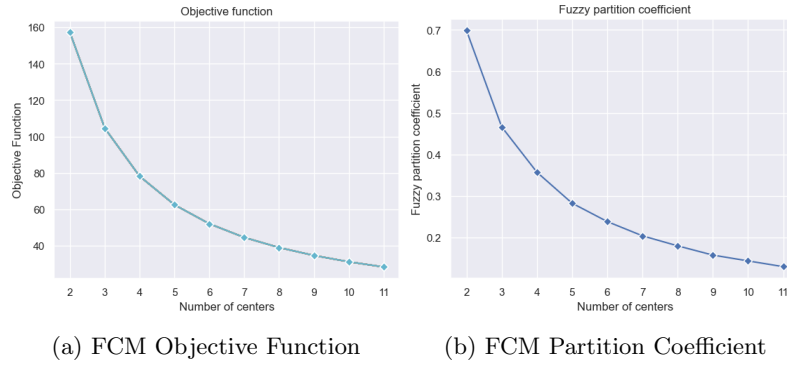 Objective function
160
140
120
100
80
60
40
Objective Function
2 3 4 5 6 7 8 9 10 11
Number of centers
(a) FCM Objective Function
Fuzzy partition coefficient
0.7
0.6
0.5
0.4
0.3
0.2
Fuzzy partition coefficient
2 3 4 5 6 7 8 9 10 11
Number of centers
(b) FCM Partition Coefficient